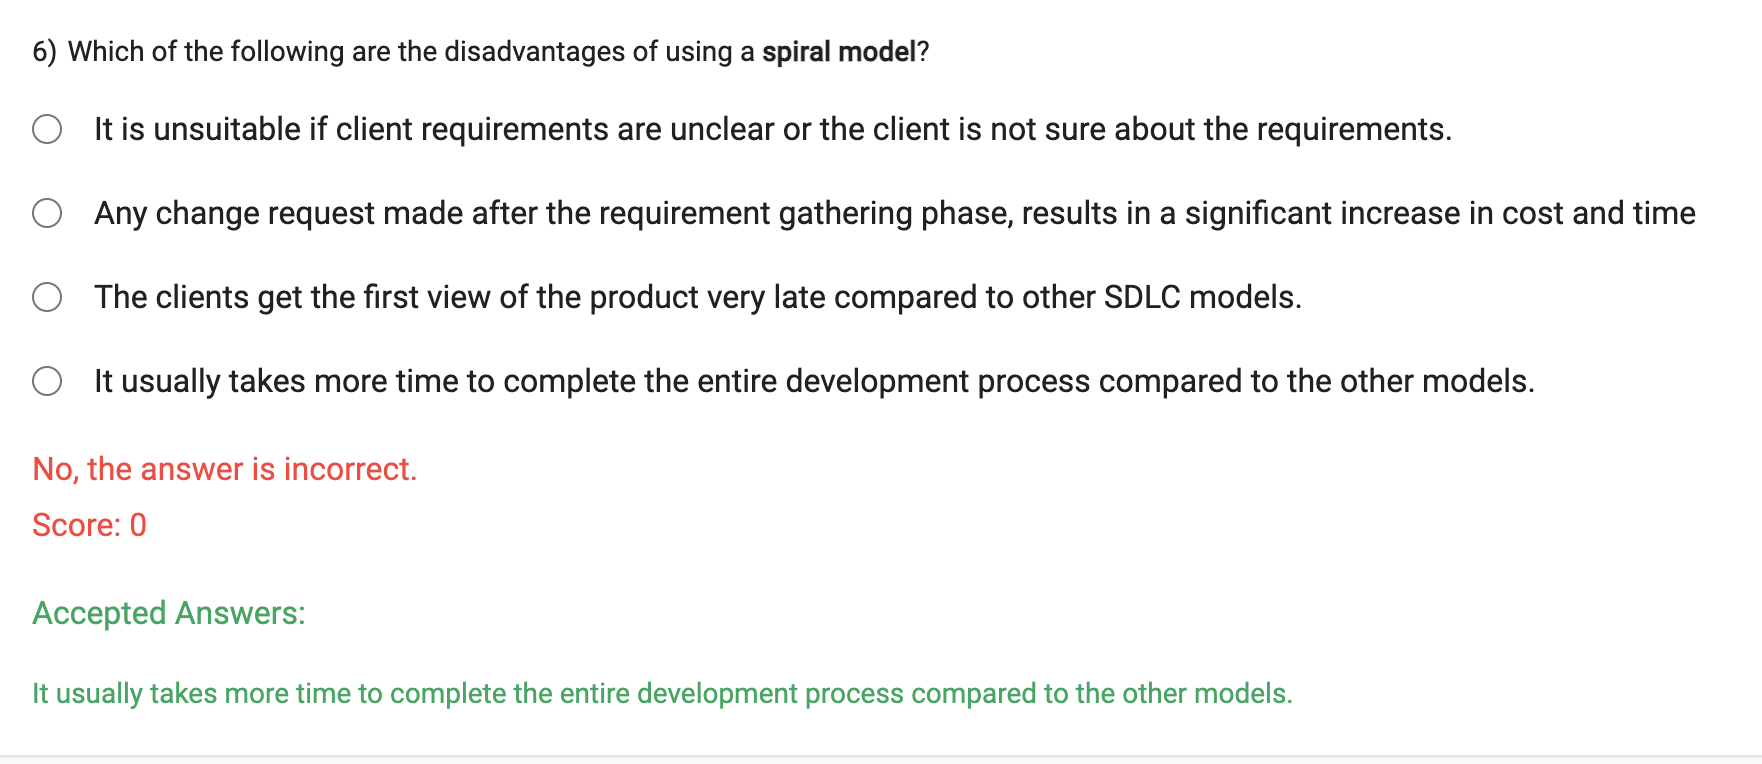 6) Which of the following are the disadvantages of using a spiral model?
It is unsuitable if client requirements are unclear or the client is not sure about the requirements.
Any change request made after the requirement gathering phase, results in a significant increase in cost and time
The clients get the first view of the product very late compared to other SDLC models.
It usually takes more time to complete the entire development process compared to the other models.
No, the answer is incorrect.
Score: 0
Accepted Answers:
It usually takes more time to complete the entire development process compared to the other models.